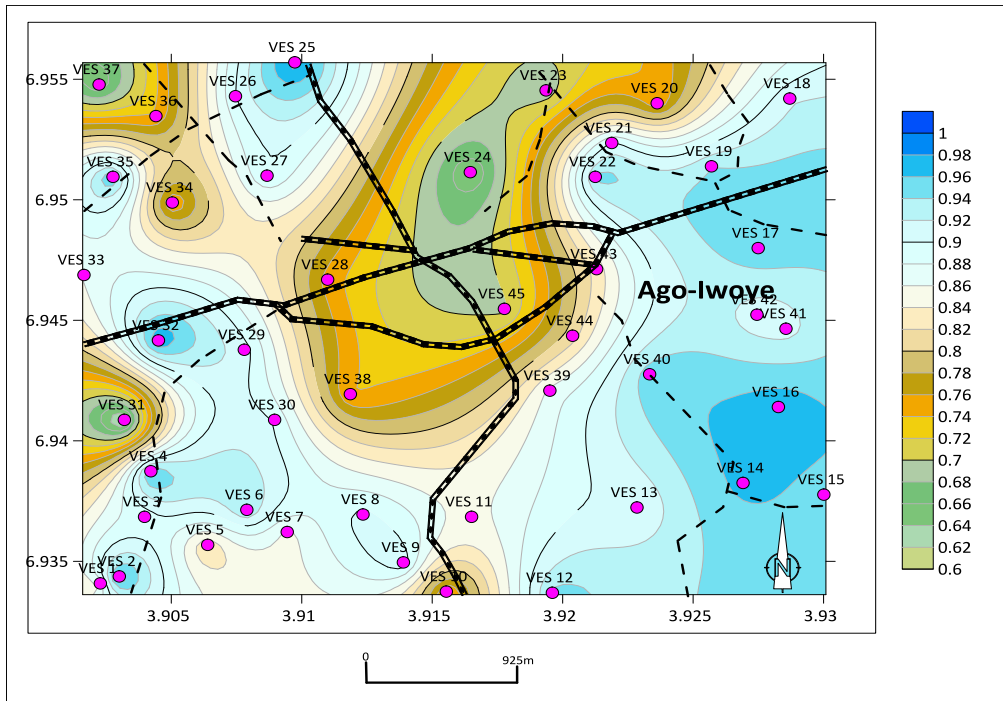 VES 25
6.955
VES 37
VES 26
VES 23
VES 18
VES 36
VES 20
VES 21
VES 19
VES 35
VES 27
VES 24
VES 22
6.95
VES 34
VES 17
VES 33
VES 28
VES 43
Ago-Iwoye
6.945
VES 45
VES 42
VES 41
VES 32
VES 29
VES 44
VES 40
VES 38
VES 39
VES 16
VES 31
VES 30
6.94
VES 4
VES 14
VES 15
VES 3
VES 6
VES 8
VES 11
VES 13
VES 5
VES 7
6.935
VES 9
VES 1
VES 2
VES 10
VES 12
N
3.905
3.91
3.915
3.92
3.925
3.93
1
0.98
0.96
0.94
0.92
0.9
0.88
0.86
0.84
0.82
0.8
0.78
0.76
0.74
0.72
0.7
0.68
0.66
0.64
0.62
0.6
0
925m